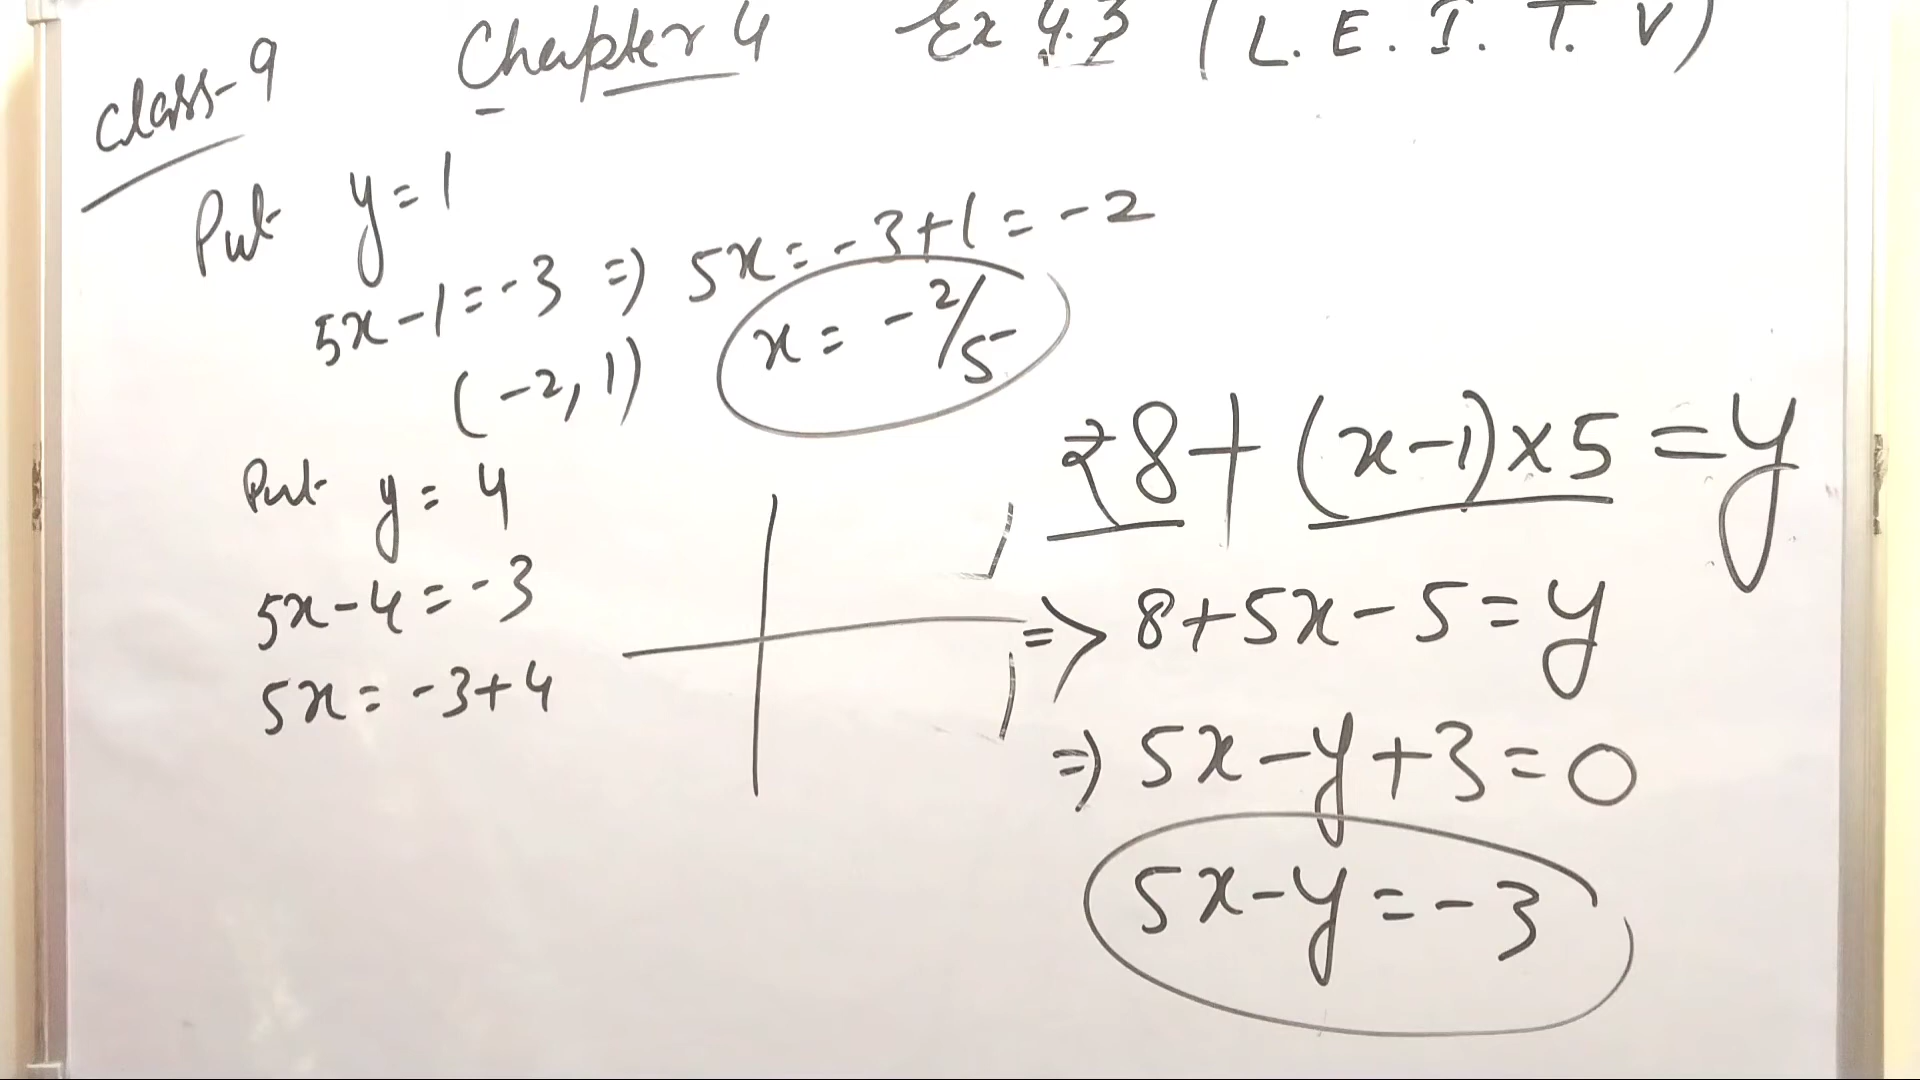 class-9 Chapter 4 Ex 4.3 (L. E. I. T. V)
Put y=1
5x-1=-3 => 5x=-3+1=-2
(-2,1) x=-2/5
Put y=4
5x-4=-3
5x=-3+4
₹8+(x-1)×5=y
=> 8+5x-5=y
=> 5x-y+3=0
5x-y=-3